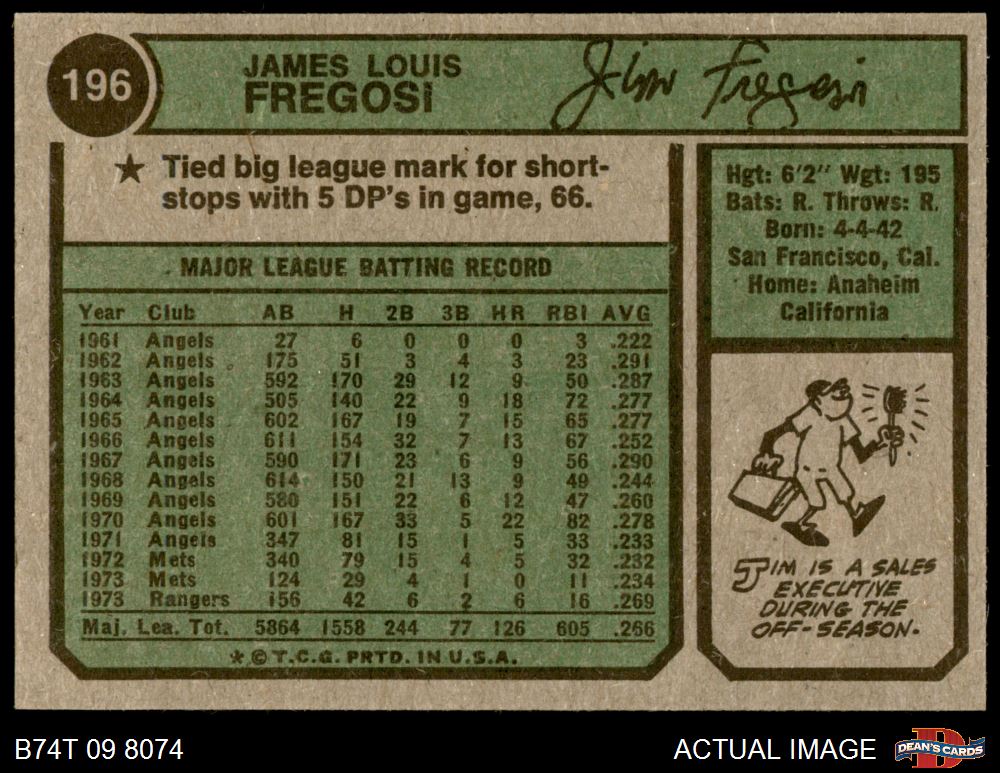 196
JAMES LOUIS
FREGOSI
Jim Fregosi
★ Tied big league mark for short-
stops with 5 DP's in game, 66.
MAJOR LEAGUE BATTING RECORD
Year Club AB H 2B 3B HR RBI AVG
1961 Angels 27 6 0 0 0 3 .222
1962 Angels 175 51 3 4 3 23 .291
1963 Angels 592 170 29 12 9 50 .287
1964 Angels 505 140 22 9 18 72 .277
1965 Angels 602 167 19 7 15 65 .277
1966 Angels 611 154 32 7 13 67 .252
1967 Angels 590 171 23 6 9 56 .290
1968 Angels 614 150 21 13 9 49 .244
1969 Angels 580 151 22 6 12 47 .260
1970 Angels 601 167 33 5 22 82 .278
1971 Angels 347 81 15 1 5 33 .233
1972 Mets 340 79 15 4 5 32 .232
1973 Mets 124 29 4 1 0 11 .234
1973 Rangers 156 42 6 2 6 16 .269
Maj. Lea. Tot. 5864 1558 244 77 126 605 .266
★ © T.C.G. PRTD. IN U.S.A.
Hgt: 6'2" Wgt: 195
Bats: R. Throws: R.
Born: 4-4-42
San Francisco, Cal.
Home: Anaheim
California
JIM IS A SALES
EXECUTIVE
DURING THE
OFF-SEASON.
B74T 09 8074
ACTUAL IMAGE
D
DEAN'S CARDS